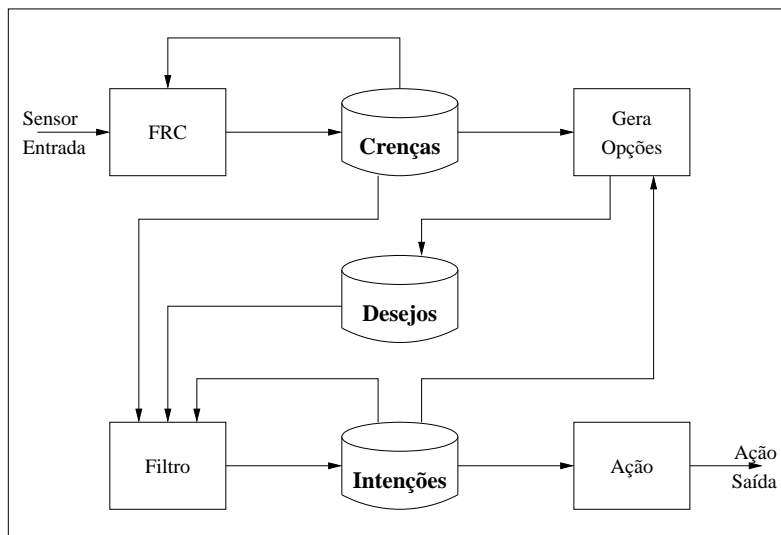 Sensor
Entrada
FRC
Crenças
Gera
Opções
Desejos
Filtro
Intenções
Ação
Ação
Saída